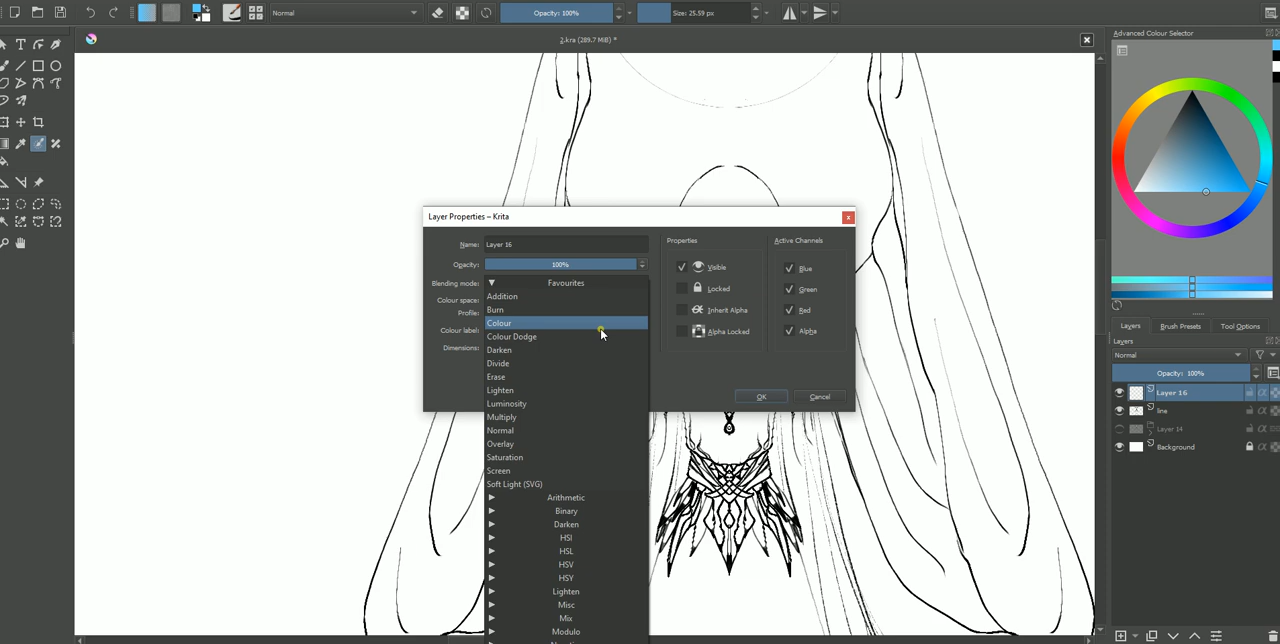 Normal
Opacity: 100%
Size: 25.59 px
2.kra (289.7 MiB) *
Advanced Colour Selector
Layer Properties – Krita
Name:
Layer 16
Opacity:
100%
Blending mode:
Favourites
Colour space:
Profile:
Colour label:
Dimensions:
Addition
Burn
Colour
Colour Dodge
Darken
Divide
Erase
Lighten
Luminosity
Multiply
Normal
Overlay
Saturation
Screen
Soft Light (SVG)
Arithmetic
Binary
Darken
HSI
HSL
HSV
HSY
Lighten
Misc
Mix
Modulo
Properties
Visible
Locked
Inherit Alpha
Alpha Locked
Active Channels
Blue
Green
Red
Alpha
OK
Cancel
Layers
Brush Presets
Tool Options
Layers
Normal
Opacity: 100%
Layer 16
line
Layer 14
Background